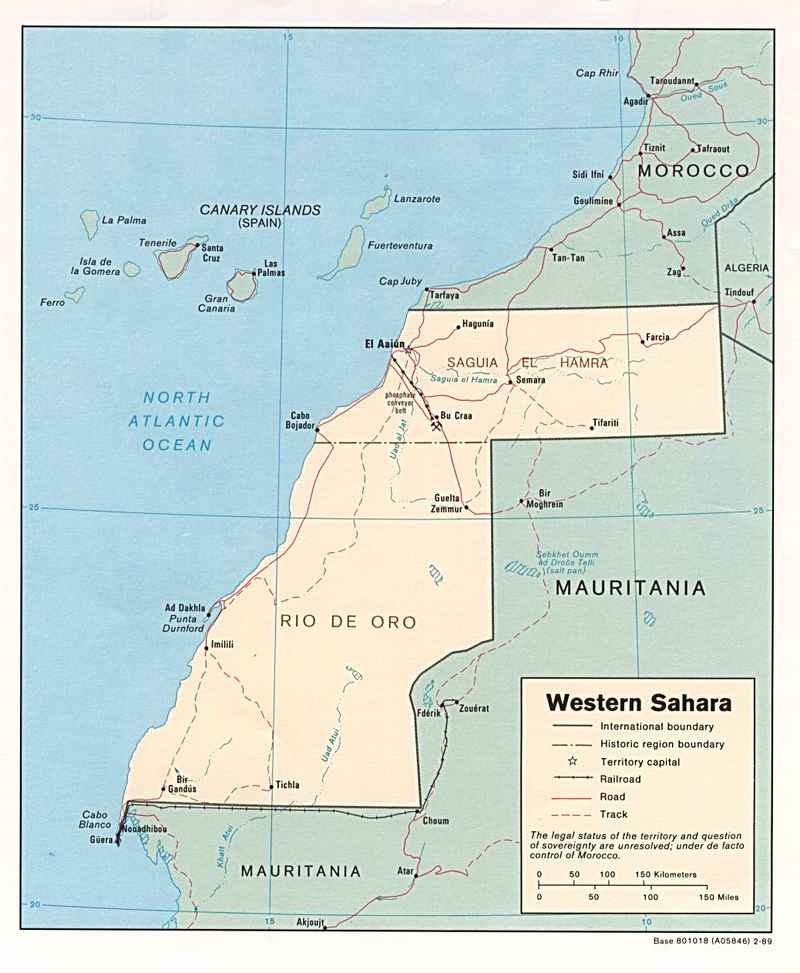 15
10
Cap Rhir
Taroudannt
Agadir
Oued Sous
30
30
Tiznit
Tafraout
Sidi Ifni
MOROCCO
Goulimine
Oued Drâa
Lanzarote
CANARY ISLANDS
(SPAIN)
La Palma
Assa
Tenerife
Santa
Cruz
Fuerteventura
Tan-Tan
Isla de
la Gomera
Las
Palmas
Zag
ALGERIA
Cap Juby
Tarfaya
Tindouf
Ferro
Gran
Canaria
Hagunía
El Aaiún
Farcia
SAGUIA EL HAMRA
Saguia el Hamra
Semara
phosphate
conveyor
belt
NORTH
ATLANTIC
OCEAN
Cabo
Bojador
Bu Craa
Tifariti
Uad al Jat
Guelta
Zemmur
Bir
Moghrein
25
25
Sebkhet Oumm
ed Droûs Telli
(salt pan)
MAURITANIA
Ad Dakhla
Punta
Durnford
RIO DE ORO
Imilili
Fdérik
Zouérat
Uad Atui
Bir
Gandús
Tichla
Cabo
Blanco
Nouadhibou
Güera
Choum
Khatt Atui
MAURITANIA
Atar
Akjoujt
20
20
15
10
Western Sahara
International boundary
Historic region boundary
Territory capital
Railroad
Road
Track
The legal status of the territory and question
of sovereignty are unresolved; under de facto
control of Morocco.
0 50 100 150 Kilometers
0 50 100 150 Miles
Base 801018 (A05846) 2-89